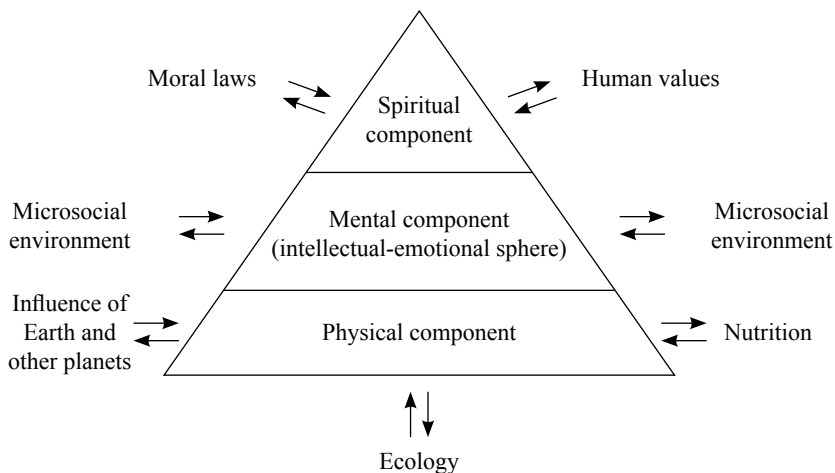 Moral laws
Human values
Spiritual
component
Microsocial
environment
Mental component
(intellectual-emotional sphere)
Microsocial
environment
Influence of
Earth and
other planets
Physical component
Nutrition
Ecology